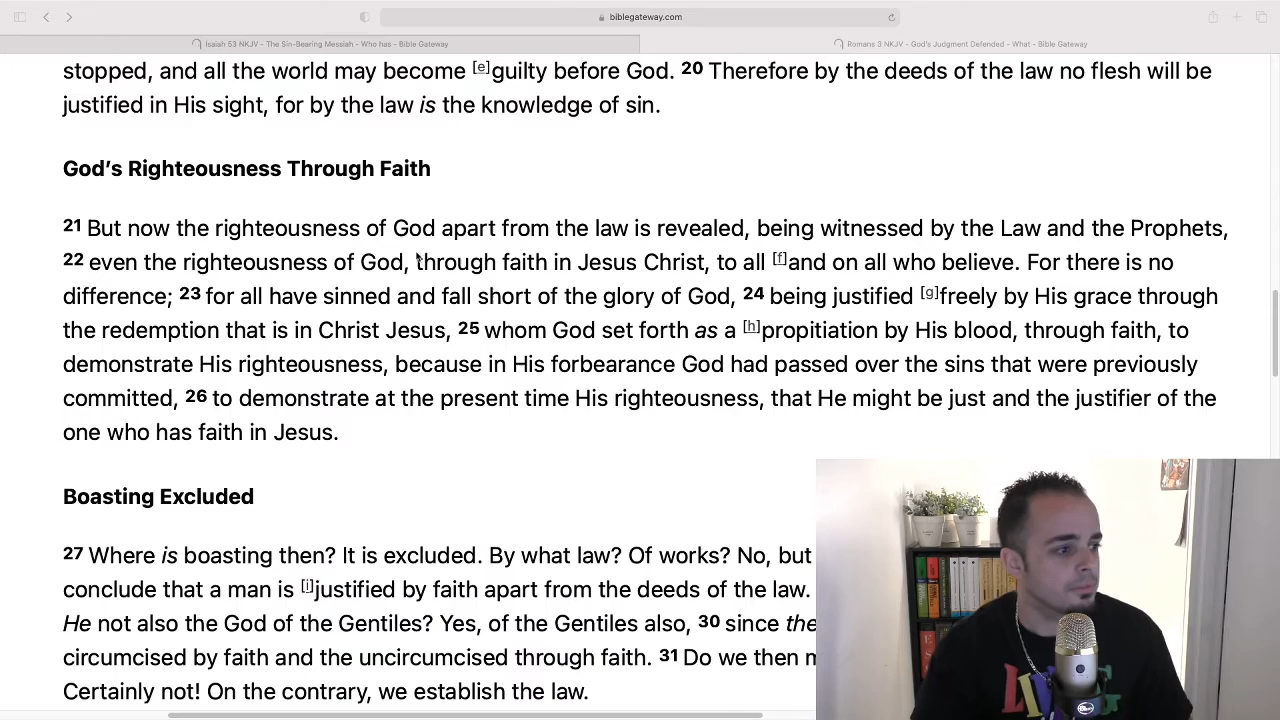 biblegateway.com
Isaiah 53 NKJV - The Sin-Bearing Messiah - Who has - Bible Gateway
Romans 3 NKJV - God's Judgment Defended - What - Bible Gateway
stopped, and all the world may become [e]guilty before God. 20 Therefore by the deeds of the law no flesh will be
justified in His sight, for by the law is the knowledge of sin.
God’s Righteousness Through Faith
21 But now the righteousness of God apart from the law is revealed, being witnessed by the Law and the Prophets,
22 even the righteousness of God, through faith in Jesus Christ, to all [f]and on all who believe. For there is no
difference; 23 for all have sinned and fall short of the glory of God, 24 being justified [g]freely by His grace through
the redemption that is in Christ Jesus, 25 whom God set forth as a [h]propitiation by His blood, through faith, to
demonstrate His righteousness, because in His forbearance God had passed over the sins that were previously
committed, 26 to demonstrate at the present time His righteousness, that He might be just and the justifier of the
one who has faith in Jesus.
Boasting Excluded
27 Where is boasting then? It is excluded. By what law? Of works? No, but
conclude that a man is [i]justified by faith apart from the deeds of the law.
He not also the God of the Gentiles? Yes, of the Gentiles also, 30 since the
circumcised by faith and the uncircumcised through faith. 31 Do we then m
Certainly not! On the contrary, we establish the law.